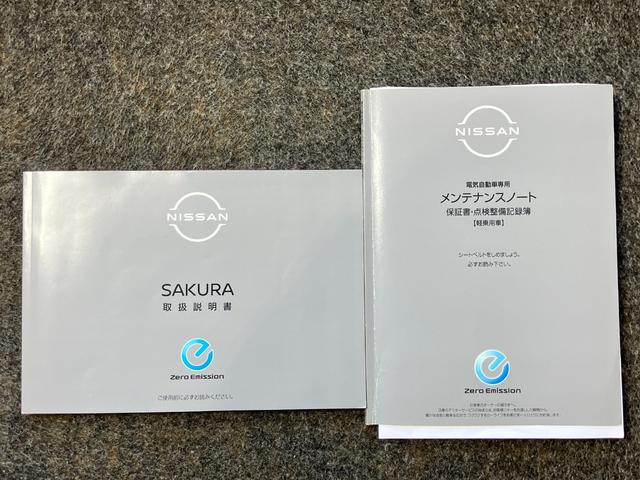 NISSAN
SAKURA
取扱説明書
Zero Emission
ご使用前に必ずお読みください。
NISSAN
電気自動車専用
メンテナンスノート
保証書・点検整備記録簿
【軽乗用車】
シートベルトをしめましょう。
必ずお読み下さい。
Zero Emission